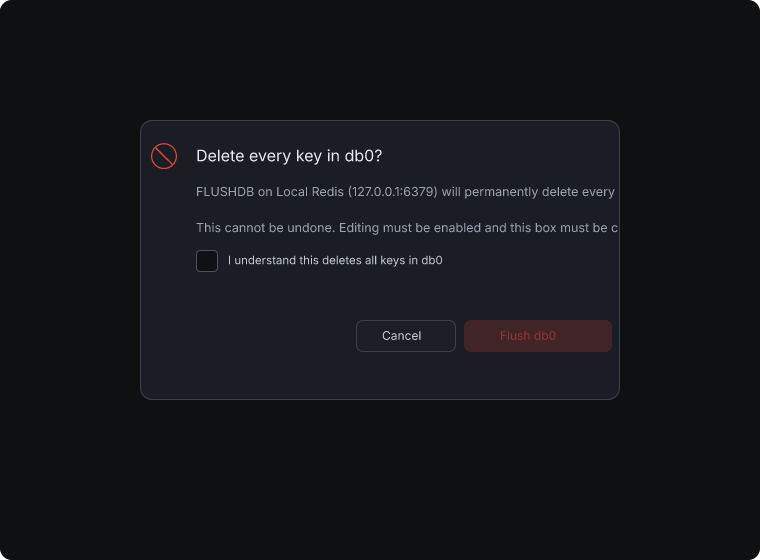 Delete every key in db0?
FLUSHDB on Local Redis (127.0.0.1:6379) will permanently delete every
This cannot be undone. Editing must be enabled and this box must be c
I understand this deletes all keys in db0
Cancel
Flush db0